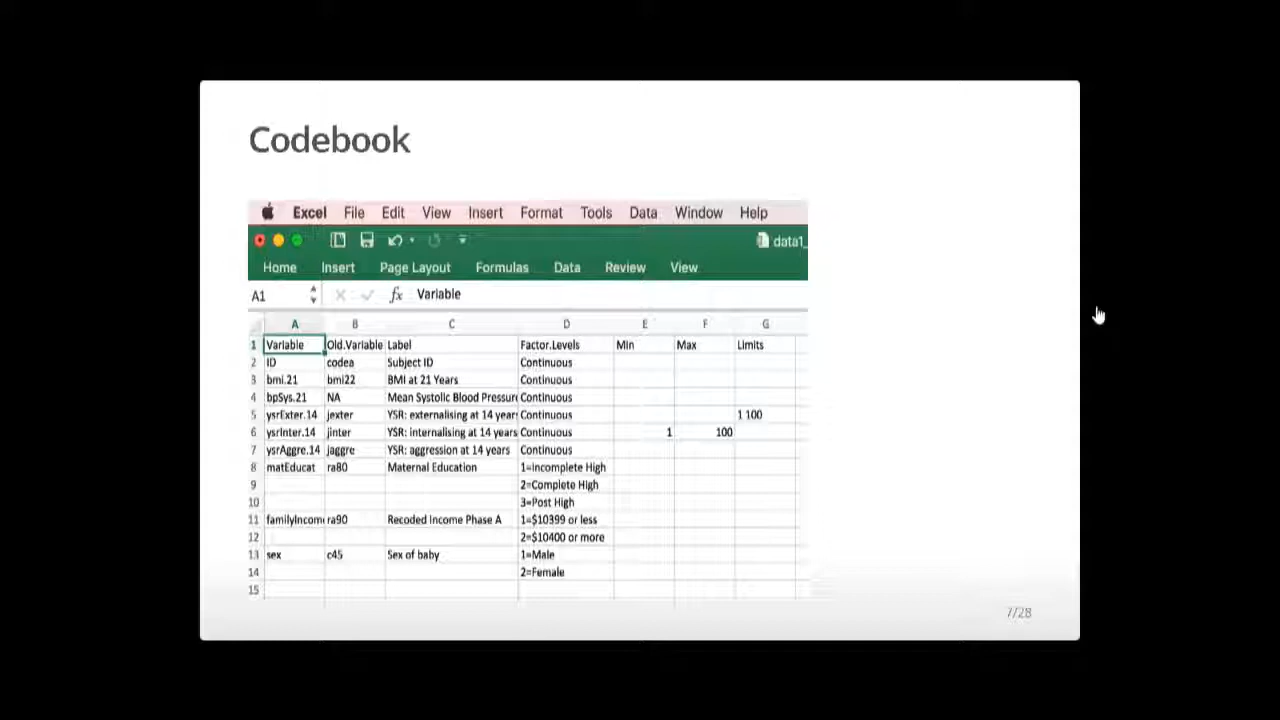 Codebook
Excel File Edit View Insert Format Tools Data Window Help
data1_
Home Insert Page Layout Formulas Data Review View
A1 fx Variable
A B C D E F G
1 Variable Old.Variable Label Factor.Levels Min Max Limits
2 ID codea Subject ID Continuous
3 bmi.21 bmi22 BMI at 21 Years Continuous
4 bpSys.21 NA Mean Systolic Blood Pressure Continuous
5 ysrExter.14 jexter YSR: externalising at 14 years Continuous 1 100
6 ysrInter.14 jinter YSR: internalising at 14 years Continuous 1 100
7 ysrAggre.14 jaggre YSR: aggression at 14 years Continuous
8 matEducat ra80 Maternal Education 1=Incomplete High
9 2=Complete High
10 3=Post High
11 familyIncome ra90 Recoded Income Phase A 1=$10399 or less
12 2=$10400 or more
13 sex c45 Sex of baby 1=Male
14 2=Female
15
7/28